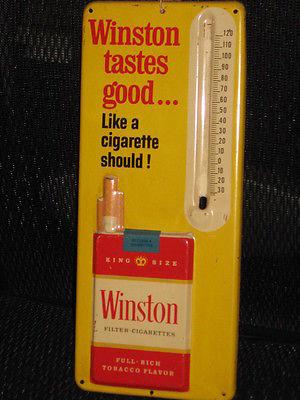 Winston
tastes
good...
Like a
cigarette
should!
120
110
100
90
80
70
60
50
40
30
20
10
0
10
20
30
KING SIZE
Winston
FILTER-CIGARETTES
FULL-RICH
TOBACCO FLAVOR